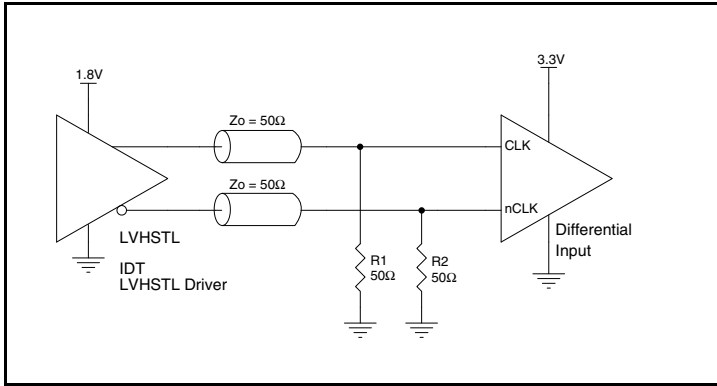 1.8V
3.3V
Zo = 50Ω
CLK
Zo = 50Ω
nCLK
LVHSTL
IDT
LVHSTL Driver
Differential
Input
R1
50Ω
R2
50Ω